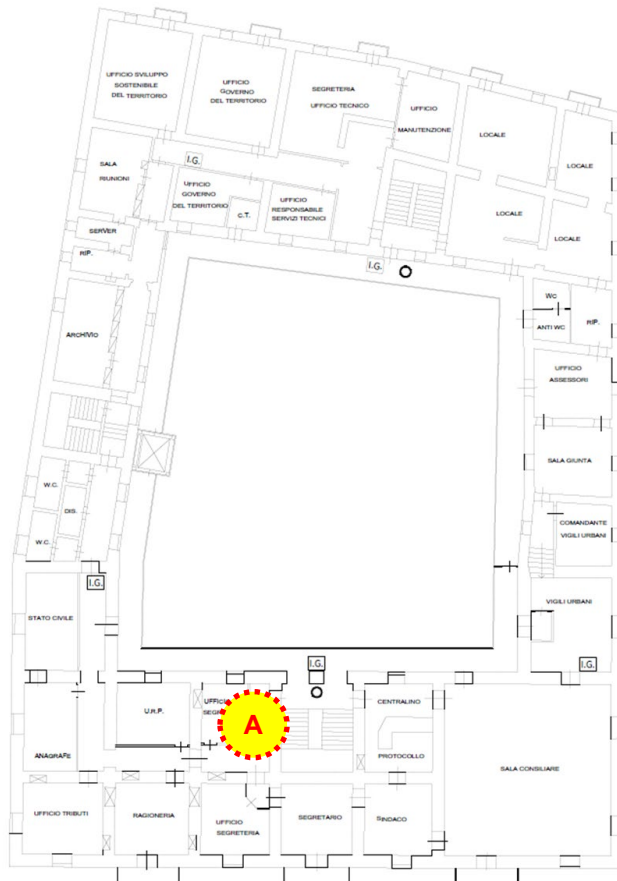 UFFICIO SVILUPPO
SOSTENIBILE
DEL TERRITORIO
UFFICIO
GOVERNO
DEL TERRITORIO
SEGRETERIA
UFFICIO TECNICO
UFFICIO
MANUTENZIONE
LOCALE
LOCALE
SALA
RIUNIONI
I.G.
UFFICIO
GOVERNO
DEL TERRITORIO
C.T.
UFFICIO
RESPONSABILE
SERVIZI TECNICI
LOCALE
LOCALE
SERVER
RIP.
I.G.
WC
ANTI WC
RIP.
ARCHIVIO
UFFICIO
ASSESSORI
SALA GIUNTA
W.C.
DIS.
W.C.
COMANDANTE
VIGILI URBANI
I.G.
STATO CIVILE
VIGILI URBANI
I.G.
I.G.
U.R.P.
A
CENTRALINO
ANAGRAFE
PROTOCOLLO
SALA CONSILIARE
UFFICIO TRIBUTI
RAGIONERIA
UFFICIO
SEGRETERIA
SEGRETARIO
SINDACO